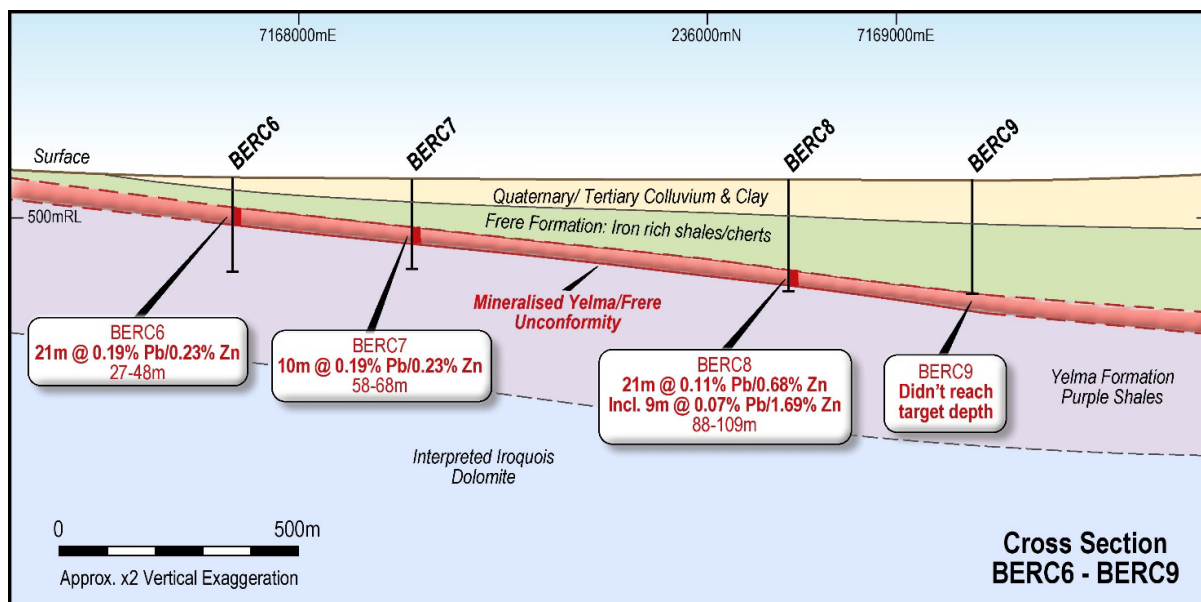 7168000mE
236000mN
7169000mE
BERC6
BERC7
BERC8
BERC9
Surface
Quaternary/ Tertiary Colluvium & Clay
500mRL
Frere Formation: Iron rich shales/cherts
Mineralised Yelma/Frere
Unconformity
BERC6
21m @ 0.19% Pb/0.23% Zn
27-48m
BERC7
10m @ 0.19% Pb/0.23% Zn
58-68m
BERC8
21m @ 0.11% Pb/0.68% Zn
Incl. 9m @ 0.07% Pb/1.69% Zn
88-109m
BERC9
Didn't reach
target depth
Yelma Formation
Purple Shales
Interpreted Iroquois
Dolomite
0
500m
Approx. x2 Vertical Exaggeration
Cross Section
BERC6 - BERC9